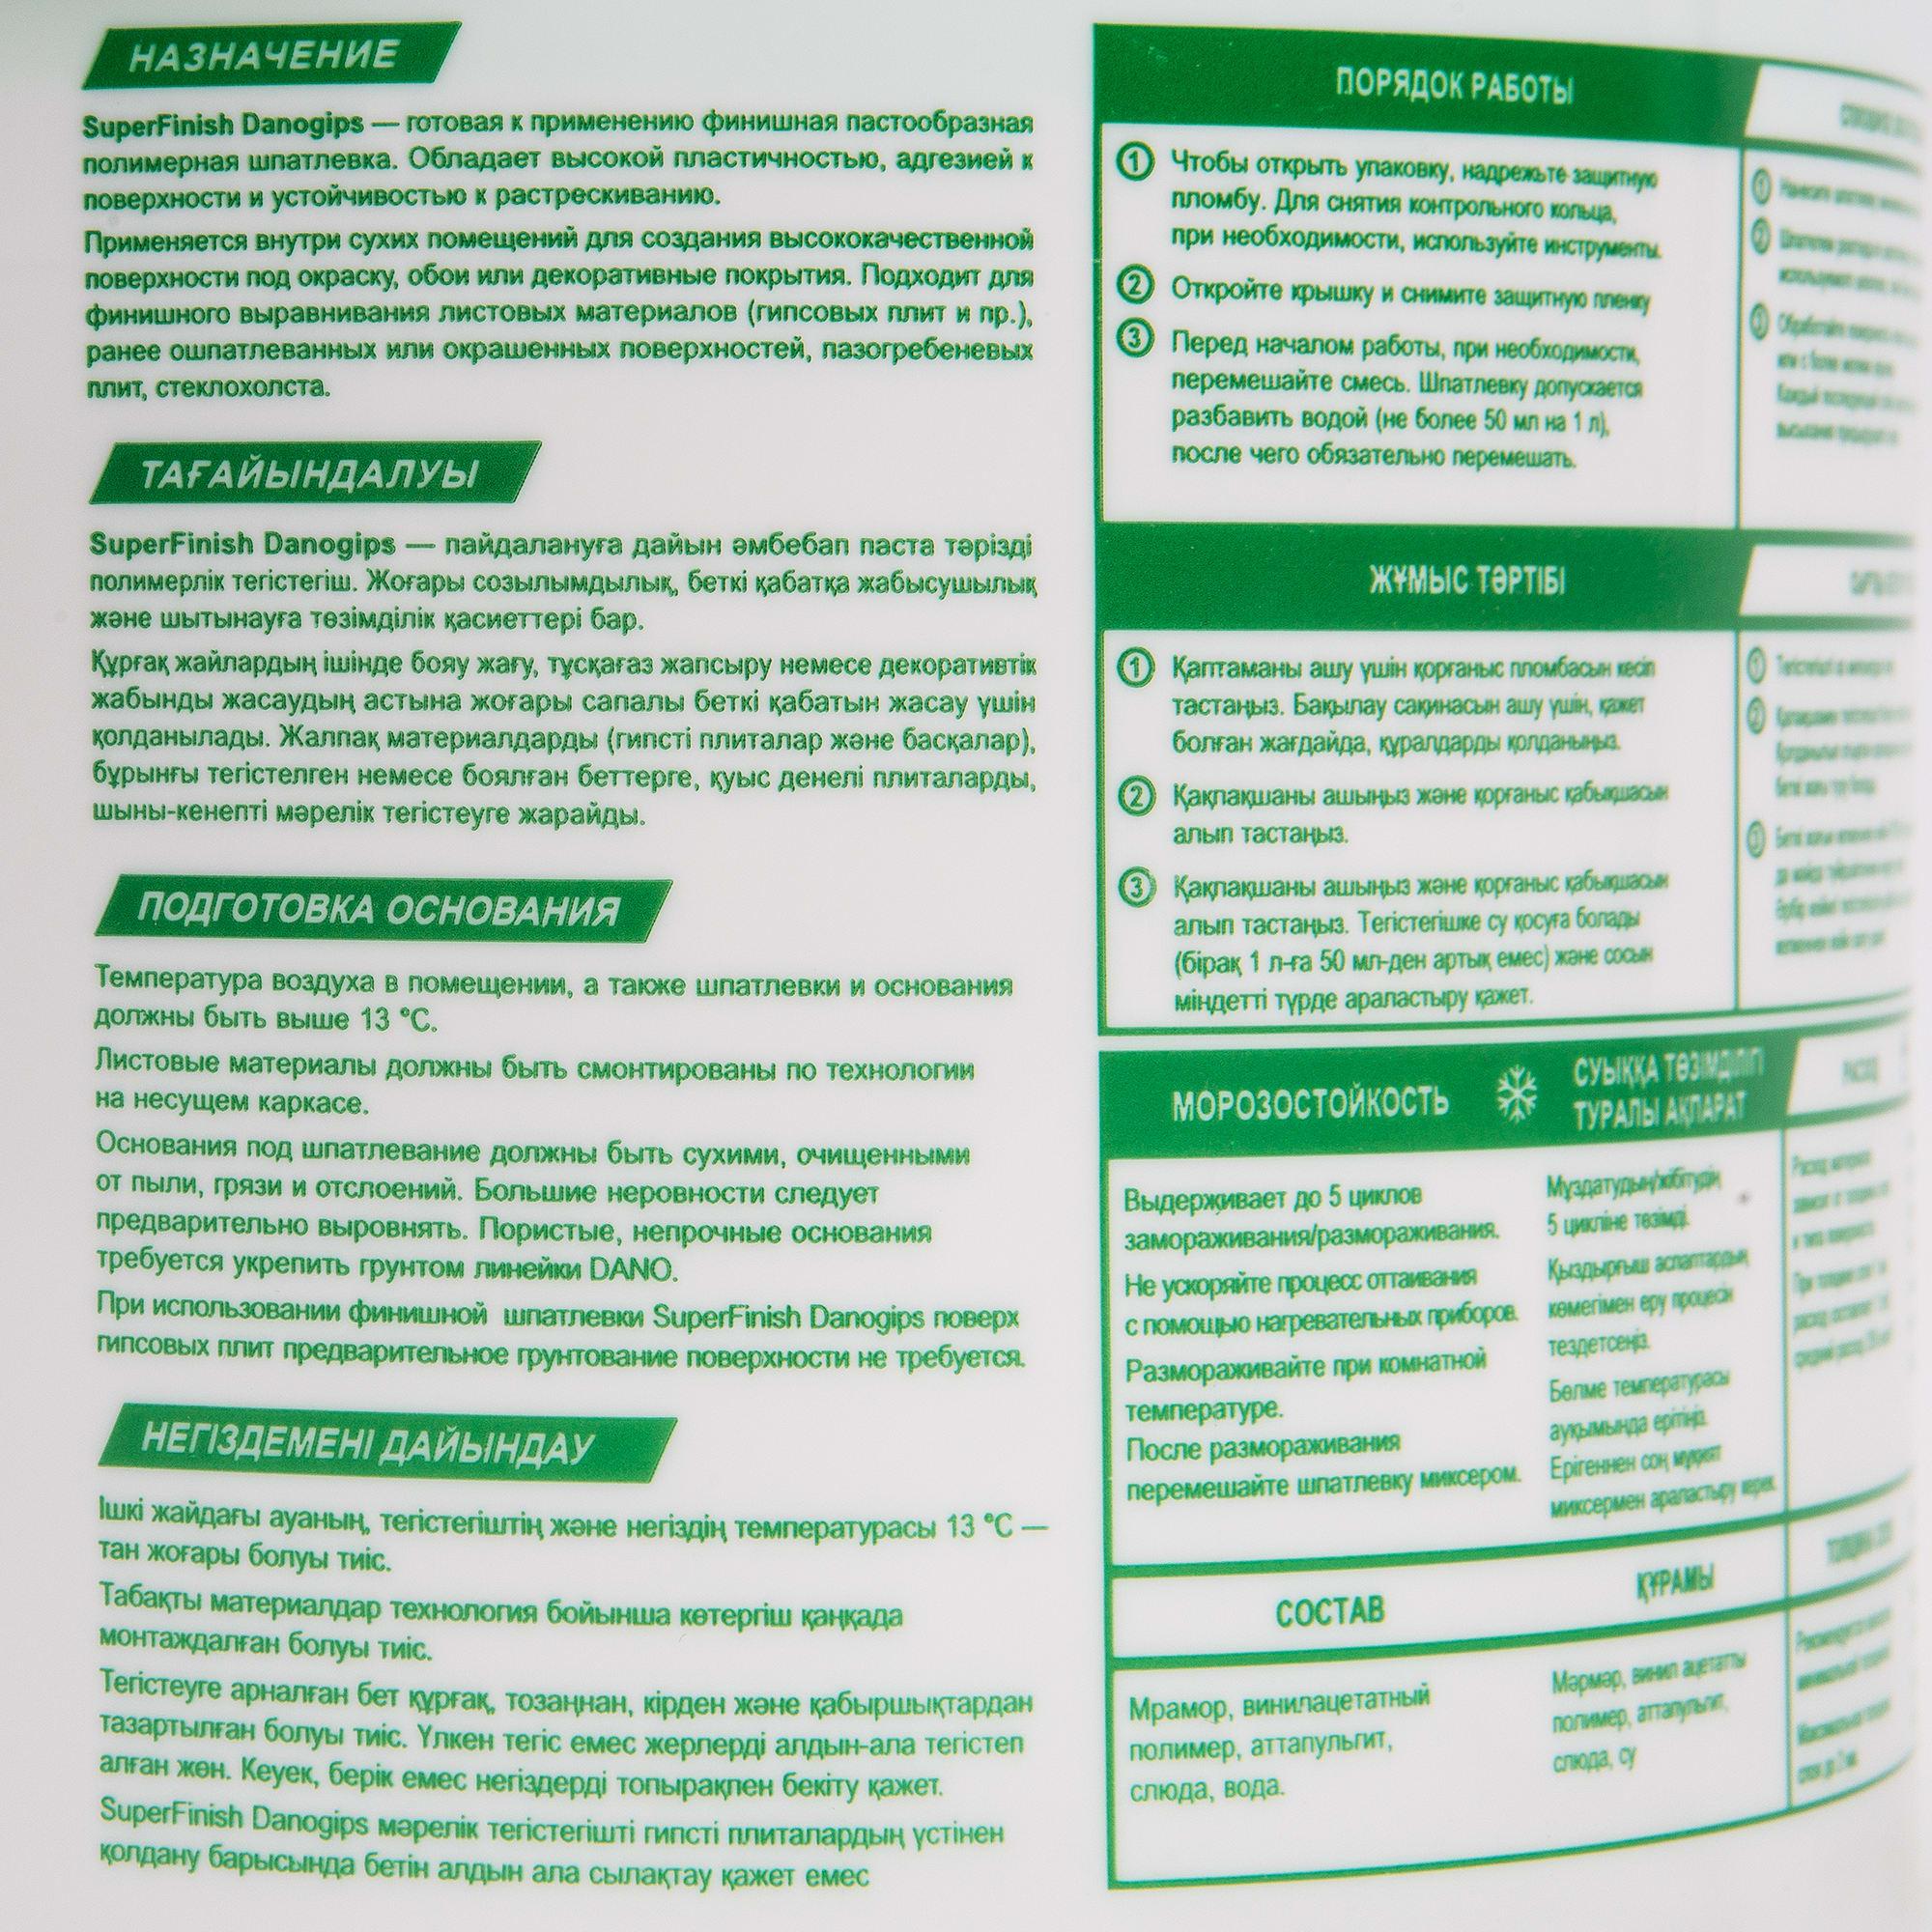 НАЗНАЧЕНИЕ
SuperFinish Danogips — готовая к применению финишная пастообразная
полимерная шпатлевка. Обладает высокой пластичностью, адгезией к
поверхности и устойчивостью к растрескиванию.
Применяется внутри сухих помещений для создания высококачественной
поверхности под окраску, обои или декоративные покрытия. Подходит для
финишного выравнивания листовых материалов (гипсовых плит и пр.),
ранее ошпатлеванных или окрашенных поверхностей, пазогребеневых
плит, стеклохолста.
ТАҒАЙЫНДАЛУЫ
SuperFinish Danogips — пайдалануға дайын әмбебап паста тәрізді
полимерлік тегістегіш. Жоғары созылымдылық, беткі қабатқа жабысушылық
және шытынауға төзімділік қасиеттері бар.
Құрғақ жайлардың ішінде бояу жағу, тұсқағаз жапсыру немесе декоративтік
жабынды жасаудың астына жоғары сапалы беткі қабатын жасау үшін
қолданылады. Жалпақ материалдарды (гипсті плиталар және басқалар),
бұрынғы тегістелген немесе боялған беттерге, қуыс денелі плиталарды,
шыны-кенепті мәрелік тегістеуге жарайды.
ПОДГОТОВКА ОСНОВАНИЯ
Температура воздуха в помещении, а также шпатлевки и основания
должны быть выше 13 °C.
Листовые материалы должны быть смонтированы по технологии
на несущем каркасе.
Основания под шпатлевание должны быть сухими, очищенными
от пыли, грязи и отслоений. Большие неровности следует
предварительно выровнять. Пористые, непрочные основания
требуется укрепить грунтом линейки DANO.
При использовании финишной шпатлевки SuperFinish Danogips поверх
гипсовых плит предварительное грунтование поверхности не требуется.
НЕГІЗДЕМЕНІ ДАЙЫНДАУ
Ішкі жайдағы ауаның, тегістегіштің және негіздің температурасы 13 °C —
тан жоғары болуы тиіс.
Табақты материалдар технология бойынша көтергіш қаңқада
монтаждалған болуы тиіс.
Тегістеуге арналған бет құрғақ, тозаңнан, кірден және қабыршықтардан
тазартылған болуы тиіс. Үлкен тегіс емес жерлерді алдын-ала тегістеп
алған жөн. Кеуек, берік емес негіздерді топырақпен бекіту қажет.
SuperFinish Danogips мәрелік тегістегішті гипсті плиталардың үстінен
қолдану барысында бетін алдын ала сылақтау қажет емес
ПОРЯДОК РАБОТЫ
1 Чтобы открыть упаковку, надрежьте защитную
пломбу. Для снятия контрольного кольца,
при необходимости, используйте инструменты.
2 Откройте крышку и снимите защитную пленку
3 Перед началом работы, при необходимости,
перемешайте смесь. Шпатлевку допускается
разбавить водой (не более 50 мл на 1 л),
после чего обязательно перемешать.
ЖҰМЫС ТӘРТІБІ
1 Қаптаманы ашу үшін қорғаныс пломбасын кесіп
тастаңыз. Бақылау сақинасын ашу үшін, қажет
болған жағдайда, құралдарды қолданыңыз.
2 Қақпақшаны ашыңыз және қорғаныс қабықшасын
алып тастаңыз.
3 Қақпақшаны ашыңыз және қорғаныс қабықшасын
алып тастаңыз. Тегістегішке су қосуға болады
(бірақ 1 л-ға 50 мл-ден артық емес) және сосын
міндетті түрде араластыру қажет.
МОРОЗОСТОЙКОСТЬ
Выдерживает до 5 циклов
замораживания/размораживания.
Не ускоряйте процесс оттаивания
с помощью нагревательных приборов.
Размораживайте при комнатной
температуре.
После размораживания
перемешайте шпатлевку миксером.
СУЫҚҚА ТӨЗІМДІЛІГІ
ТУРАЛЫ АҚПАРАТ
Мұздатудың/жібітудің
5 цикліне төзімді.
Қыздырғыш аспаптардың
көмегімен еру процесін
тездетсеңіз.
Бөлме температурасы
ауқымында ерітіңіз.
Ерігеннен соң мұқият
миксермен араластыру керек.
СОСТАВ
Мрамор, винилацетатный
полимер, аттапульгит,
слюда, вода.
ҚҰРАМЫ
Мәрмәр, винил ацетатты
полимер, аттапульгит,
слюда, су
РАСХОД